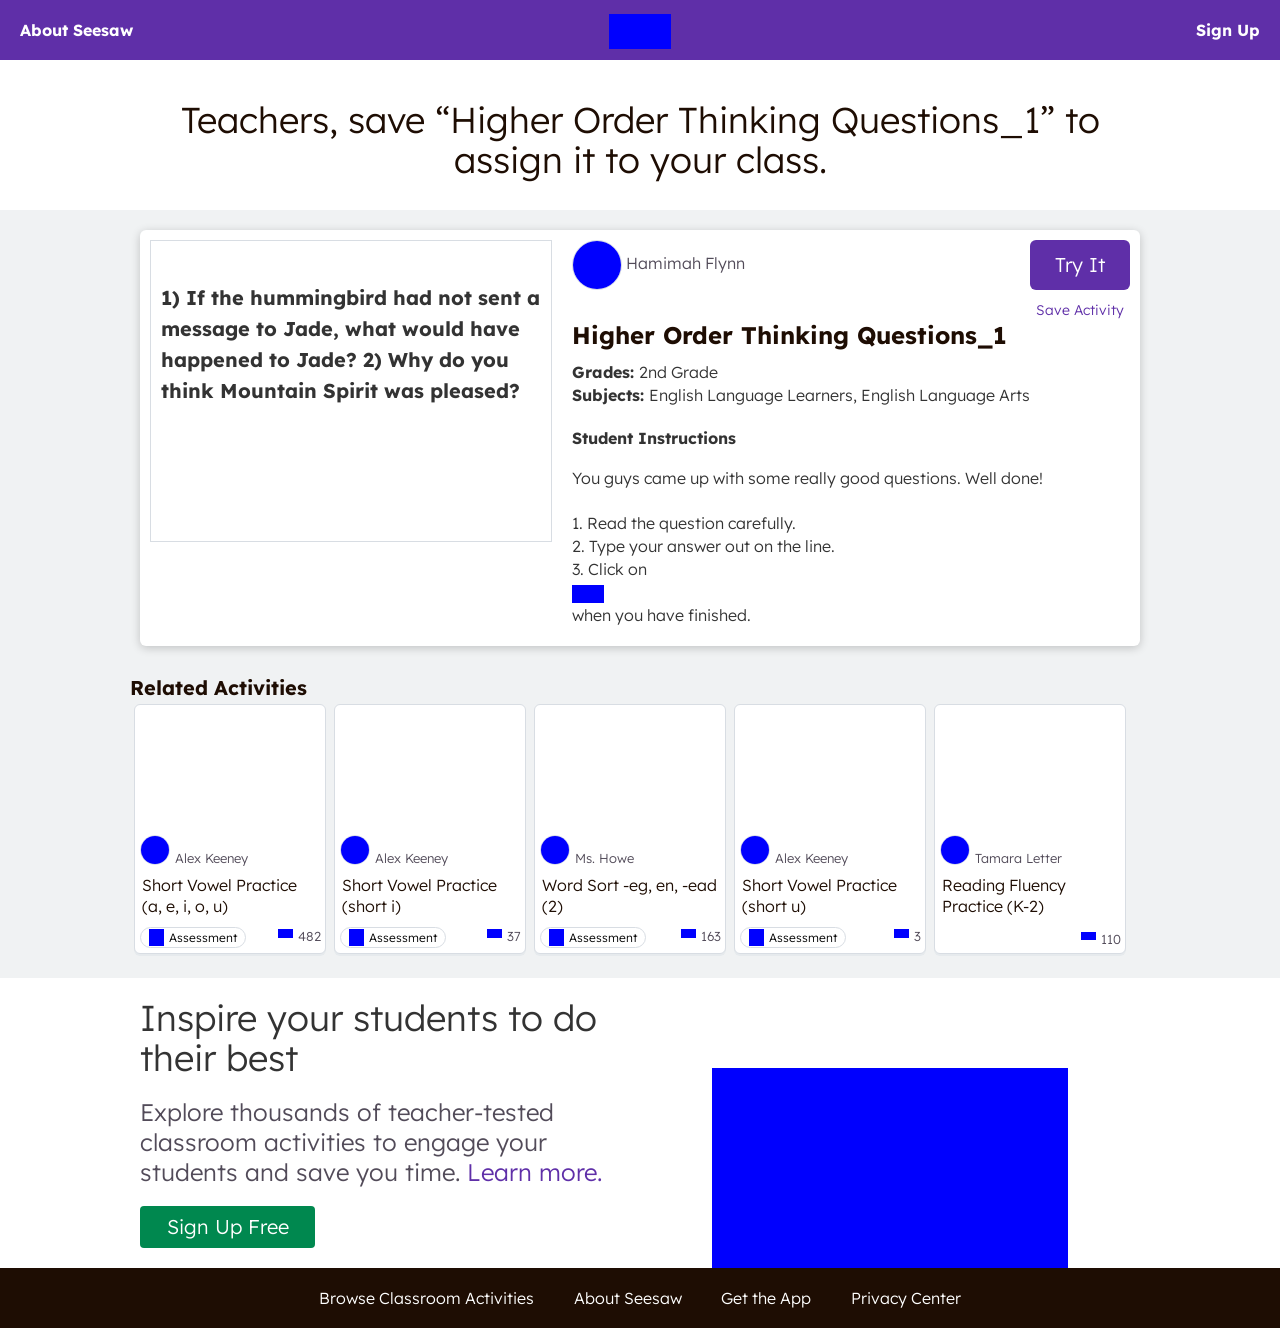 About Seesaw
Sign Up
Teachers, save “Higher Order Thinking Questions_1” to
assign it to your class.
1) If the hummingbird had not sent a
message to Jade, what would have
happened to Jade? 2) Why do you
think Mountain Spirit was pleased?
Hamimah Flynn
Try It
Save Activity
Higher Order Thinking Questions_1
Grades: 2nd Grade
Subjects: English Language Learners, English Language Arts
Student Instructions
You guys came up with some really good questions. Well done!
1. Read the question carefully.
2. Type your answer out on the line.
3. Click on
when you have finished.
Related Activities
Alex Keeney
Short Vowel Practice
(a, e, i, o, u)
Assessment
482
Alex Keeney
Short Vowel Practice
(short i)
Assessment
37
Ms. Howe
Word Sort -eg, en, -ead
(2)
Assessment
163
Alex Keeney
Short Vowel Practice
(short u)
Assessment
3
Tamara Letter
Reading Fluency
Practice (K-2)
110
Inspire your students to do
their best
Explore thousands of teacher-tested
classroom activities to engage your
students and save you time. Learn more.
Sign Up Free
Browse Classroom Activities
About Seesaw
Get the App
Privacy Center